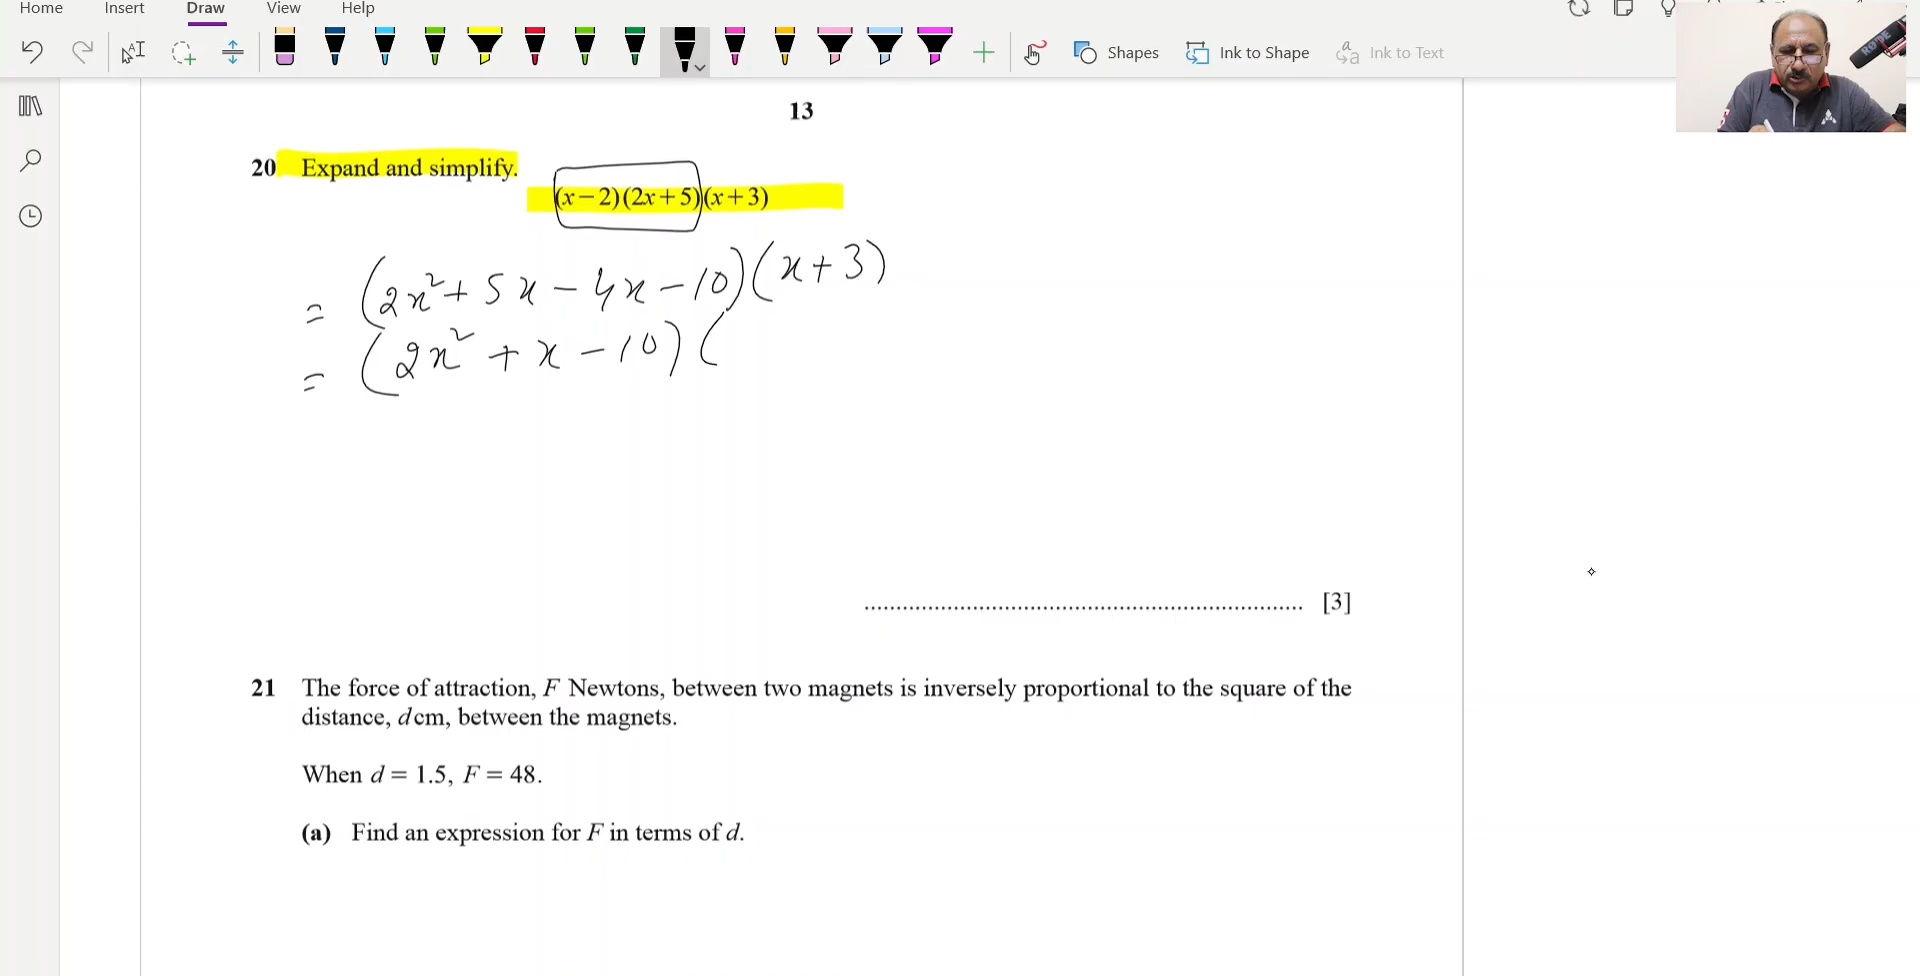 Home Insert Draw View Help
Shapes Ink to Shape Ink to Text
13
20 Expand and simplify.
(x − 2)(2x + 5)(x + 3)
= (2x² + 5x − 4x − 10)(x + 3)
= (2x² + x − 10)(
[3]
21 The force of attraction, F Newtons, between two magnets is inversely proportional to the square of the
distance, d cm, between the magnets.
When d = 1.5, F = 48.
(a) Find an expression for F in terms of d.
RØDE